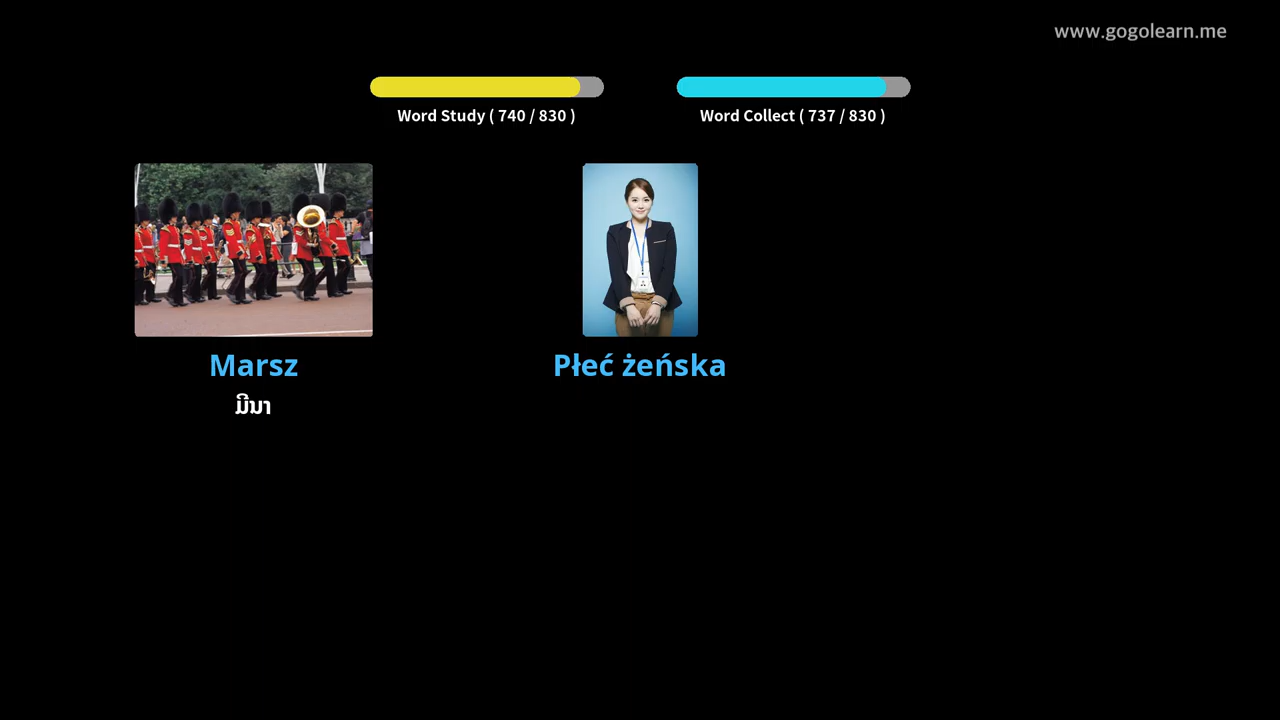 www.gogolearn.me
Word Study ( 740 / 830 )
Word Collect ( 737 / 830 )
Marsz
ມີນາ
Płeć żeńska